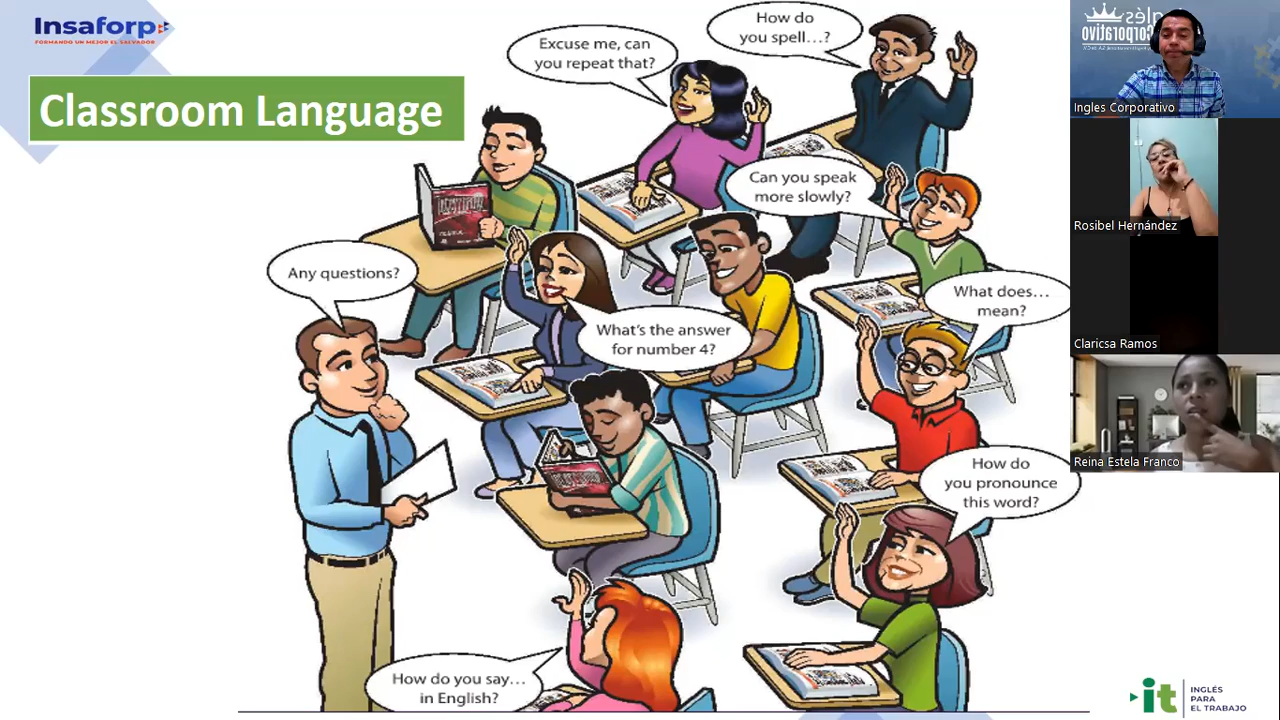 Insaforp
FORMANDO UN MEJOR EL SALVADOR
Classroom Language
Excuse me, can
you repeat that?
How do
you spell...?
Can you speak
more slowly?
Any questions?
What's the answer
for number 4?
What does...
mean?
How do
you pronounce
this word?
How do you say...
in English?
it
INGLÉS
PARA
EL TRABAJO
Ingles Corporativo
Rosibel Hernández
Claricsa Ramos
Reina Estela Franco